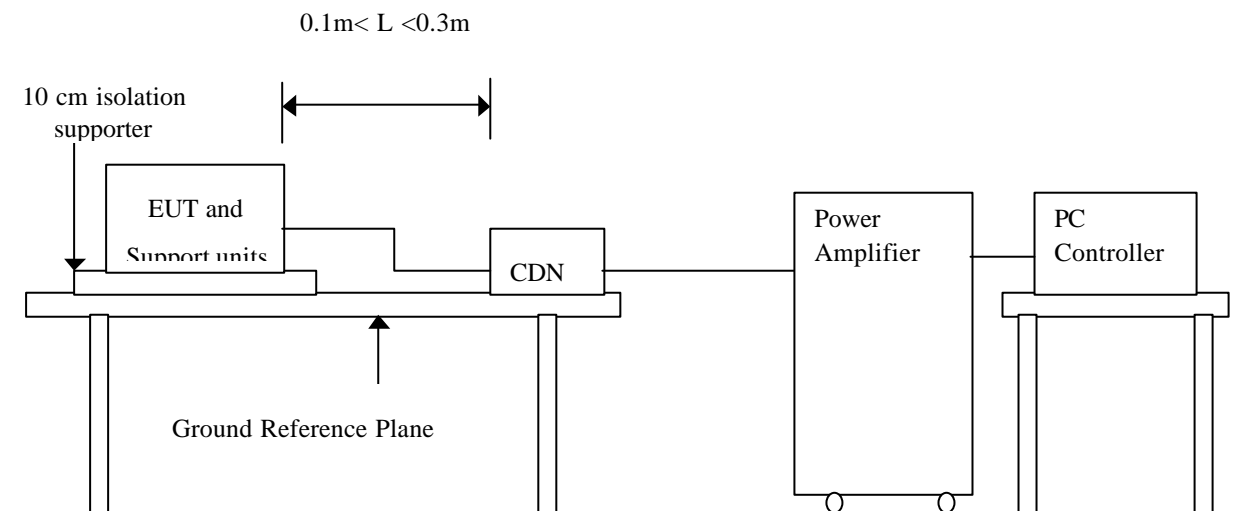 0.1m< L <0.3m
10 cm isolation
supporter
EUT and
Support units
CDN
Power
Amplifier
PC
Controller
Ground Reference Plane